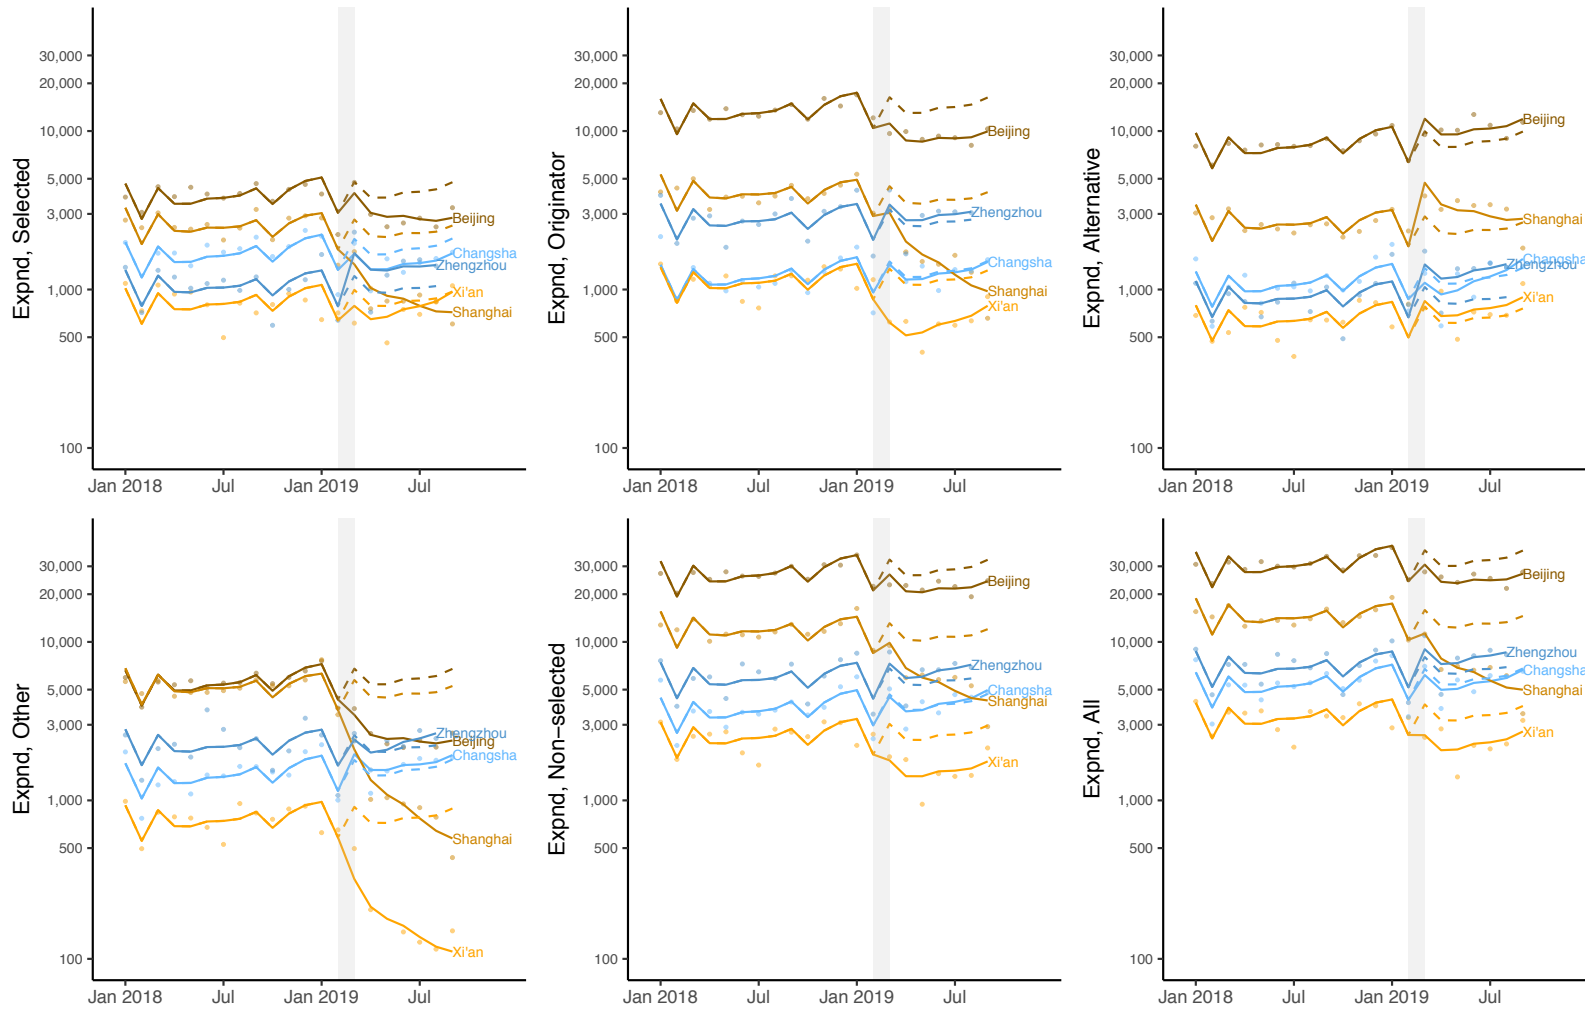 Expnd, Selected
30,000
20,000
10,000
5,000
3,000
1,000
500
100
Beijing
Changsha
Zhengzhou
Xi'an
Shanghai
Jan 2018 Jul Jan 2019 Jul
Expnd, Originator
30,000
20,000
10,000
5,000
3,000
1,000
500
100
Beijing
Zhengzhou
Changsha
Shanghai
Xi'an
Jan 2018 Jul Jan 2019 Jul
Expnd, Alternative
30,000
20,000
10,000
5,000
3,000
1,000
500
100
Beijing
Shanghai
Changsha
Zhengzhou
Xi'an
Jan 2018 Jul Jan 2019 Jul
Expnd, Other
30,000
20,000
10,000
5,000
3,000
1,000
500
100
Zhengzhou
Beijing
Changsha
Shanghai
Xi'an
Jan 2018 Jul Jan 2019 Jul
Expnd, Non-selected
30,000
20,000
10,000
5,000
3,000
1,000
500
100
Beijing
Zhengzhou
Changsha
Shanghai
Xi'an
Jan 2018 Jul Jan 2019 Jul
Expnd, All
30,000
20,000
10,000
5,000
3,000
1,000
500
100
Beijing
Zhengzhou
Changsha
Shanghai
Xi'an
Jan 2018 Jul Jan 2019 Jul